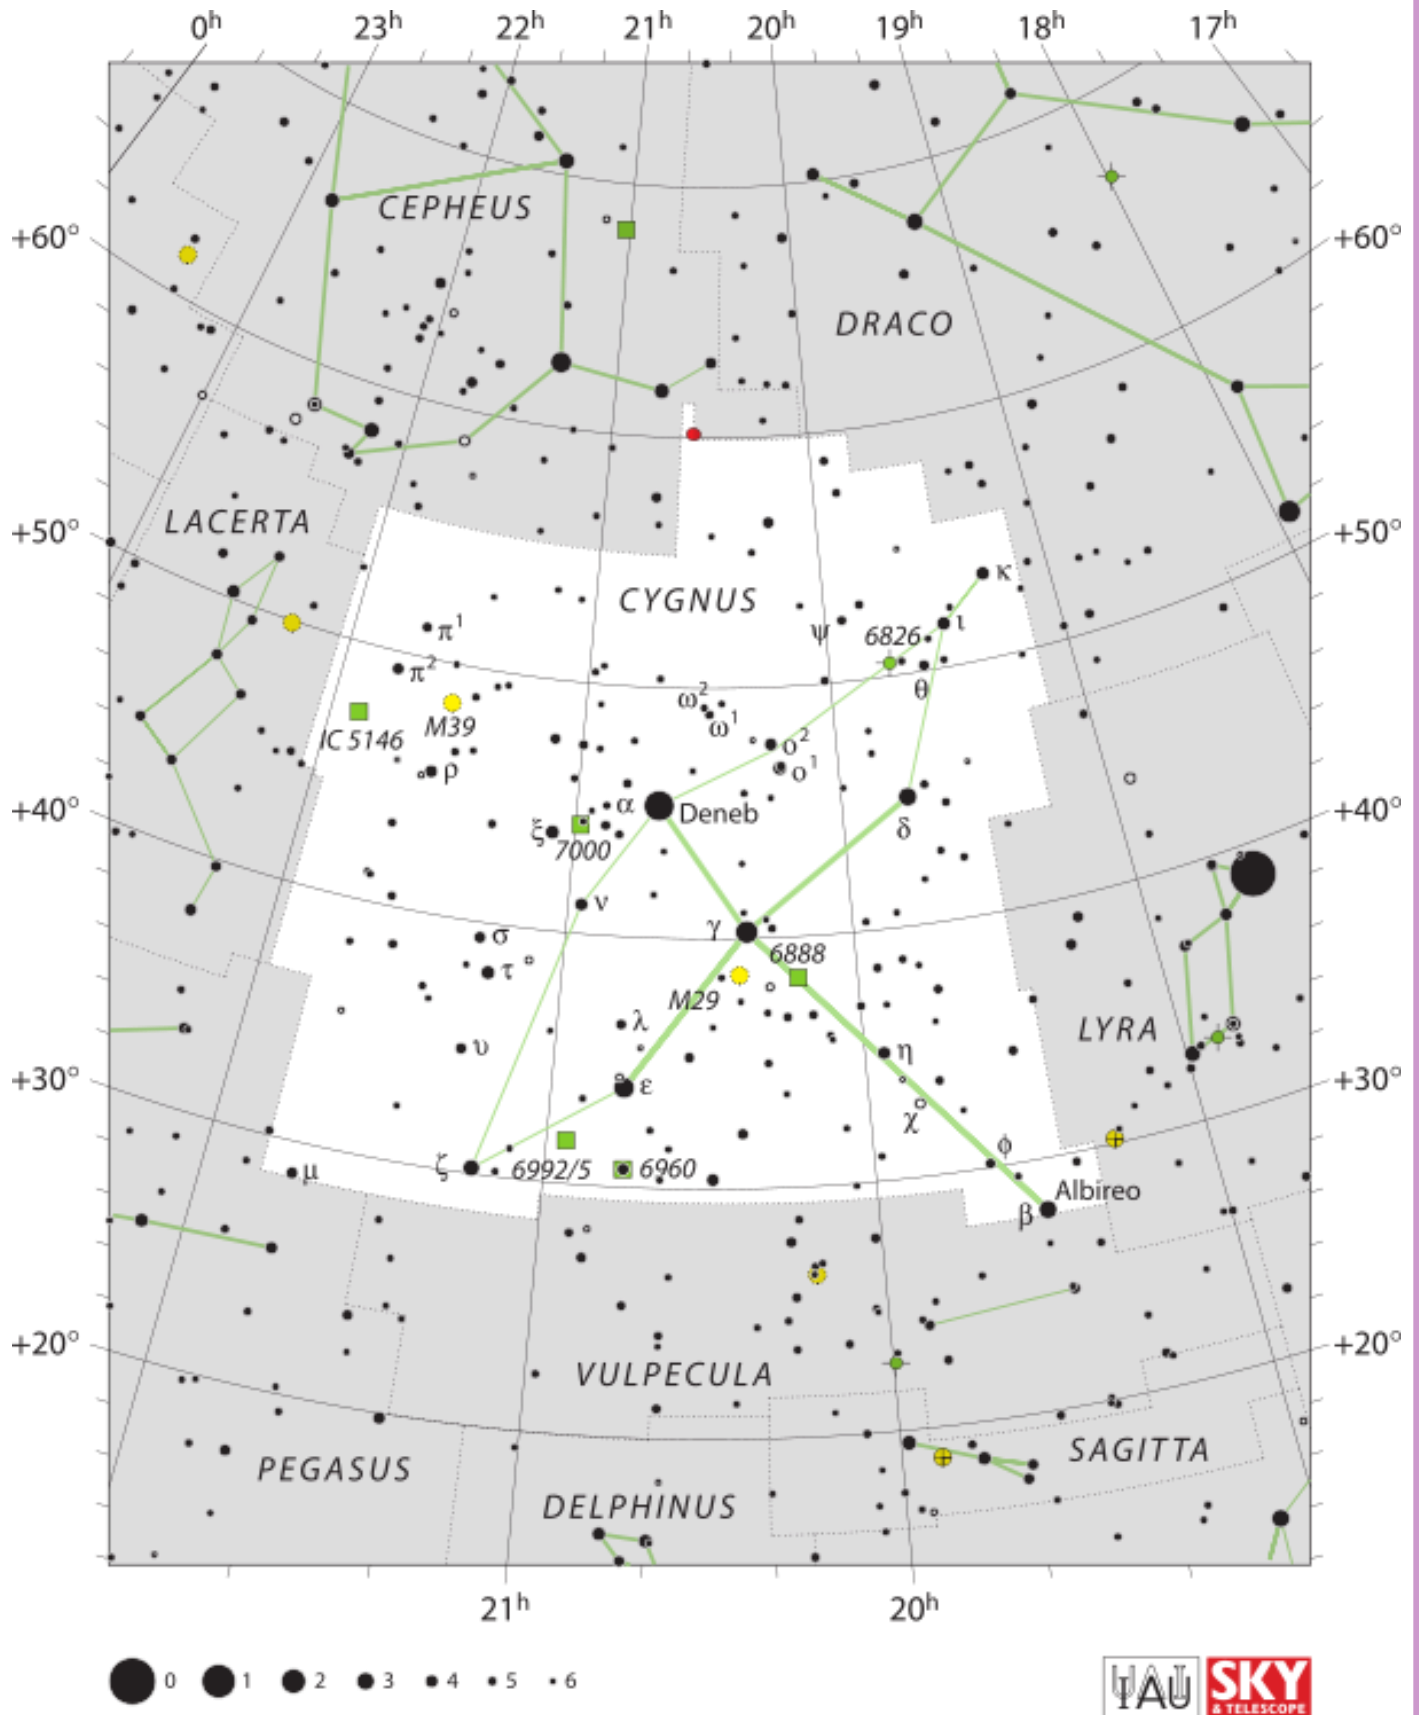 0h 23h 22h 21h 20h 19h 18h 17h
CEPHEUS
+60° +60°
DRACO
LACERTA
+50° +50°
CYGNUS
κ
π1 ψ 6826 ι
π2 θ
ω2
ω1
IC 5146 M39 ο2
ρ ο1
+40° α Deneb δ +40°
ξ 7000
ν
γ
σ 6888
τ
M29
λ LYRA
υ η
+30° ε +30°
χ
φ
ζ 6992/5 6960
μ Albireo
β
+20° +20°
VULPECULA
SAGITTA
PEGASUS
DELPHINUS
21h 20h
0 1 2 3 4 5 6
IAU SKY
& TELESCOPE